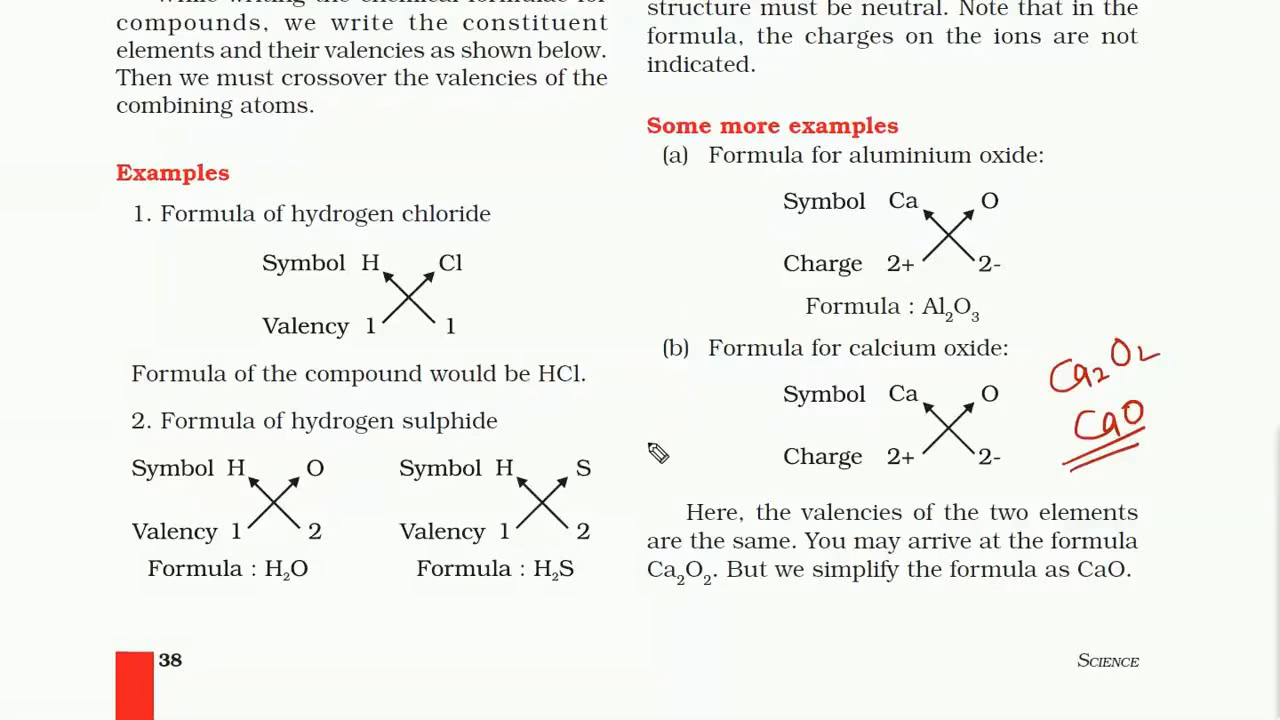 While writing the chemical formulae for
compounds, we write the constituent
elements and their valencies as shown below.
Then we must crossover the valencies of the
combining atoms.
Examples
1. Formula of hydrogen chloride
Symbol H Cl
Valency 1 1
Formula of the compound would be HCl.
2. Formula of hydrogen sulphide
Symbol H O Symbol H S
Valency 1 2 Valency 1 2
Formula : H₂O Formula : H₂S
structure must be neutral. Note that in the
formula, the charges on the ions are not
indicated.
Some more examples
(a) Formula for aluminium oxide:
Symbol Ca O
Charge 2+ 2-
Formula : Al₂O₃
(b) Formula for calcium oxide:
Symbol Ca O
Charge 2+ 2-
Ca₂O₂
CaO
Here, the valencies of the two elements
are the same. You may arrive at the formula
Ca₂O₂. But we simplify the formula as CaO.
38
SCIENCE